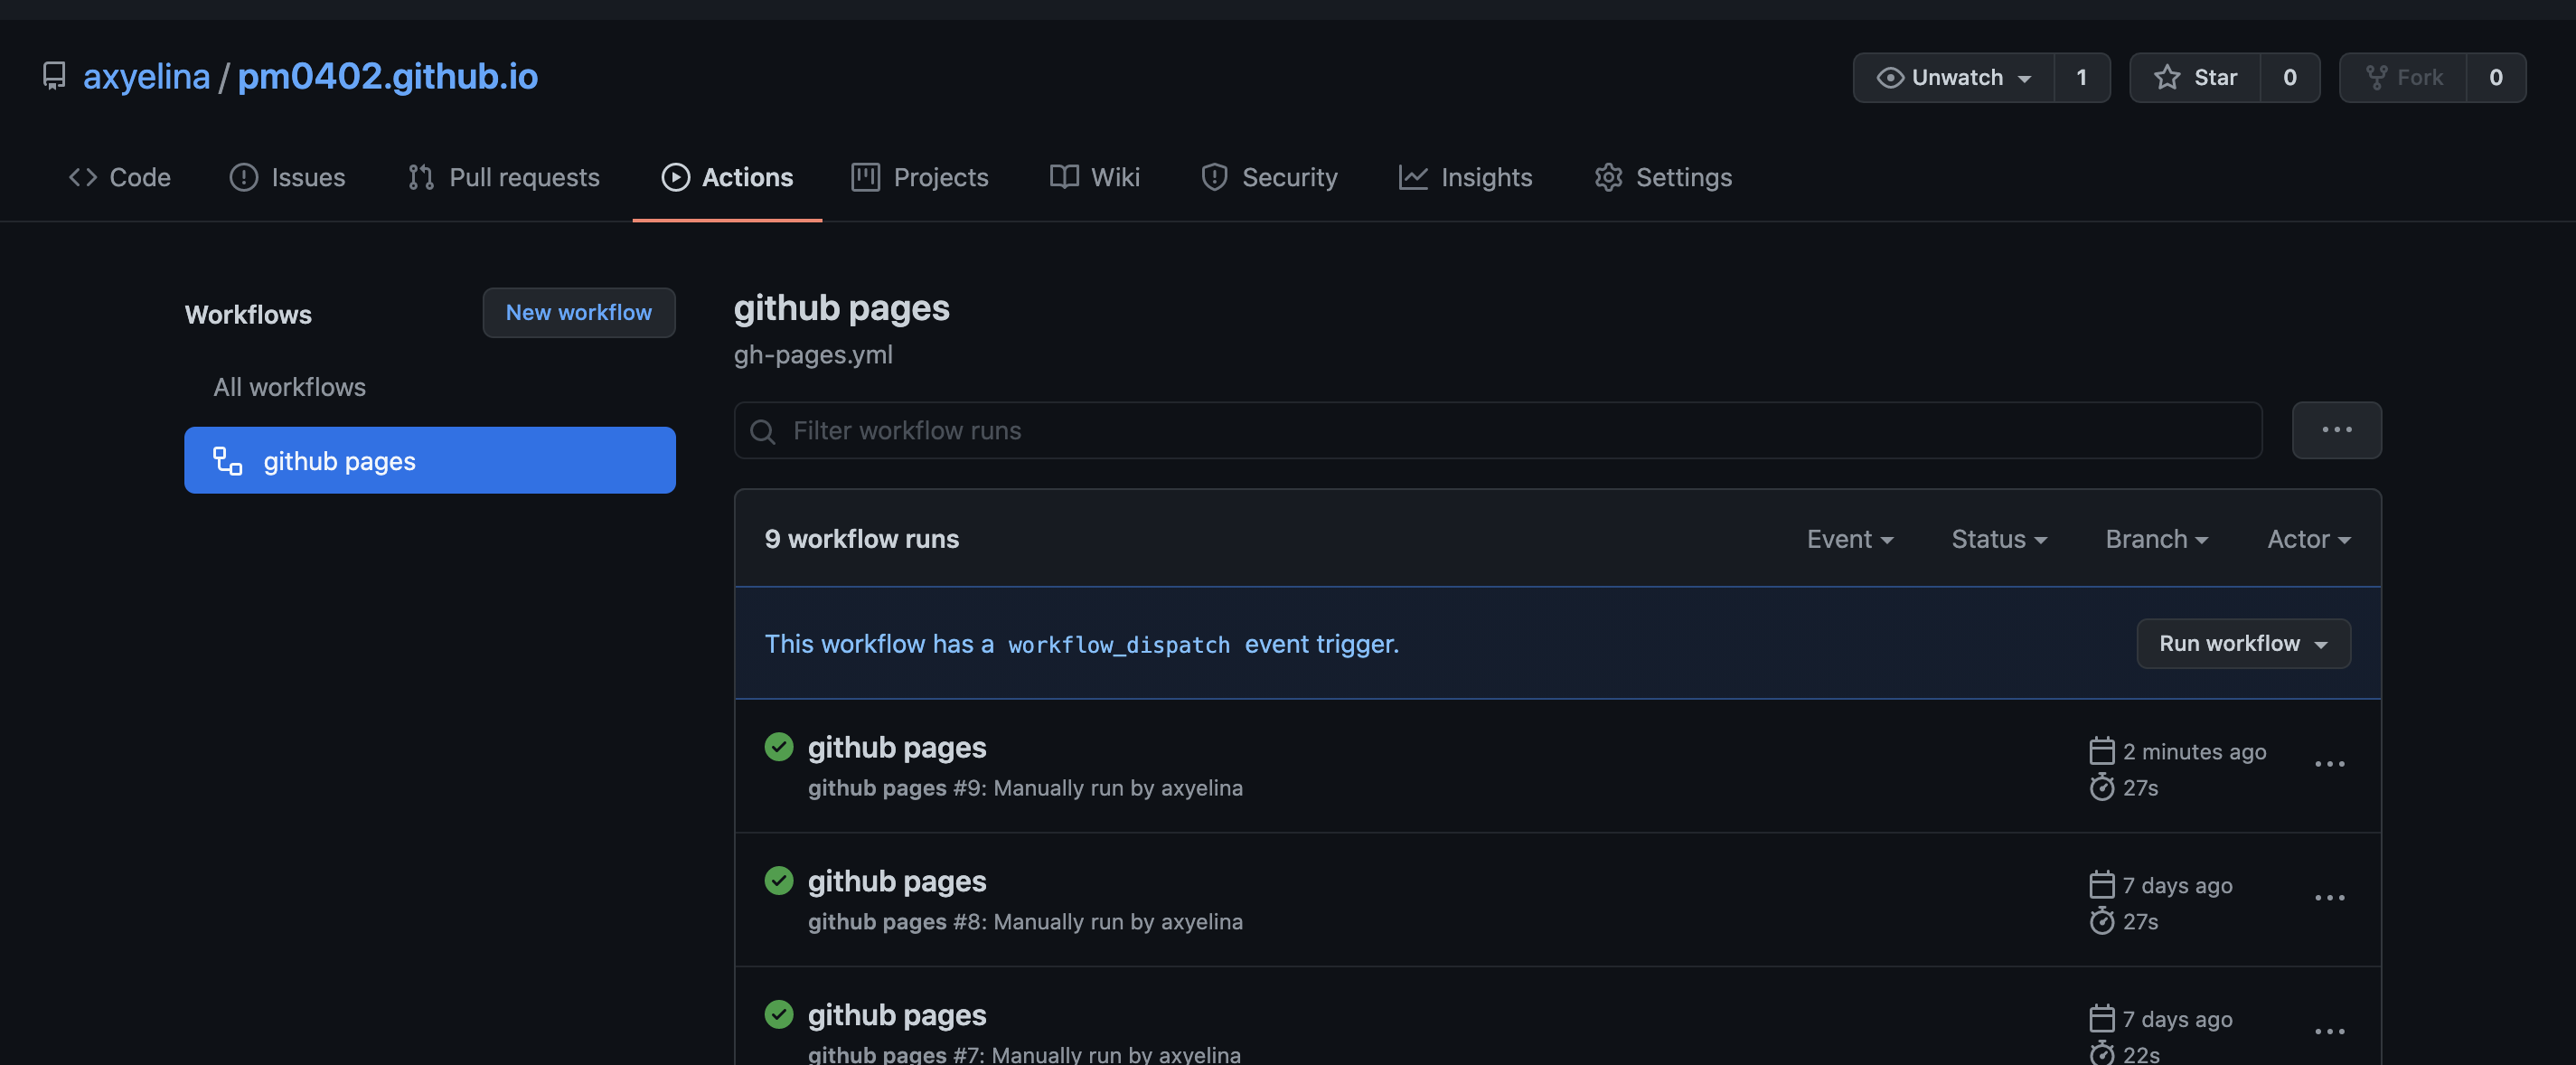 axyelina / pm0402.github.io
Unwatch 1 Star 0 Fork 0
Code Issues Pull requests Actions Projects Wiki Security Insights Settings
Workflows
New workflow
All workflows
github pages
github pages
gh-pages.yml
Filter workflow runs
9 workflow runs
Event Status Branch Actor
This workflow has a workflow_dispatch event trigger.
Run workflow
github pages
github pages #9: Manually run by axyelina
2 minutes ago
27s
github pages
github pages #8: Manually run by axyelina
7 days ago
27s
github pages
github pages #7: Manually run by axyelina
7 days ago
22s